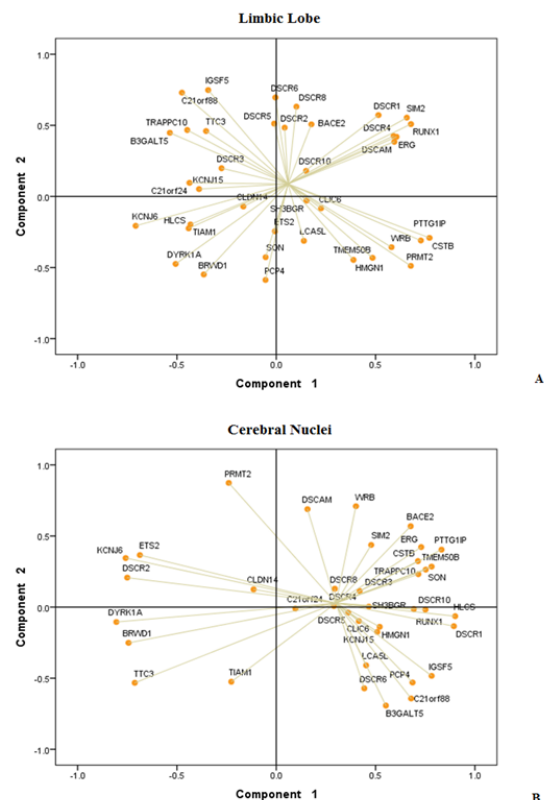 Limbic Lobe
1.0
IGSF5
C21orf88
DSCR6
DSCR8
DSCR1
SIM2
TRAPPC10
TTC3
DSCR5
DSCR2
BACE2
DSCR4
RUNX1
0.5
B3GALT5
DSCAM
ERG
DSCR3
DSCR10
KCNJ15
C21orf24
CLDN14
SH3BGR
CLIC6
0.0
KCNJ6
HLCS
TIAM1
ETS2
LCA5L
PTTG1IP
WRB
CSTB
DYRK1A
BRWD1
SON
TMEM50B
HMGN1
PRMT2
-0.5
PCP4
-1.0
-1.0 -0.5 0.0 0.5 1.0
Component 2
Component 1
A
Cerebral Nuclei
1.0
PRMT2
DSCAM
WRB
BACE2
0.5
KCNJ6
ETS2
SIM2
ERG
PTTG1IP
CSTB
TMEM50B
DSCR2
TRAPPC10
SON
CLDN14
DSCR8
DSCR3
C21orf24
DSCR4
SH3BGR
DSCR10
HLCS
0.0
DYRK1A
DSCR5
CLIC6
RUNX1
DSCR1
BRWD1
KCNJ15
HMGN1
TTC3
TIAM1
LCA5L
IGSF5
DSCR6
PCP4
-0.5
C21orf88
B3GALT5
-1.0
-1.0 -0.5 0.0 0.5 1.0
Component 2
Component 1
B